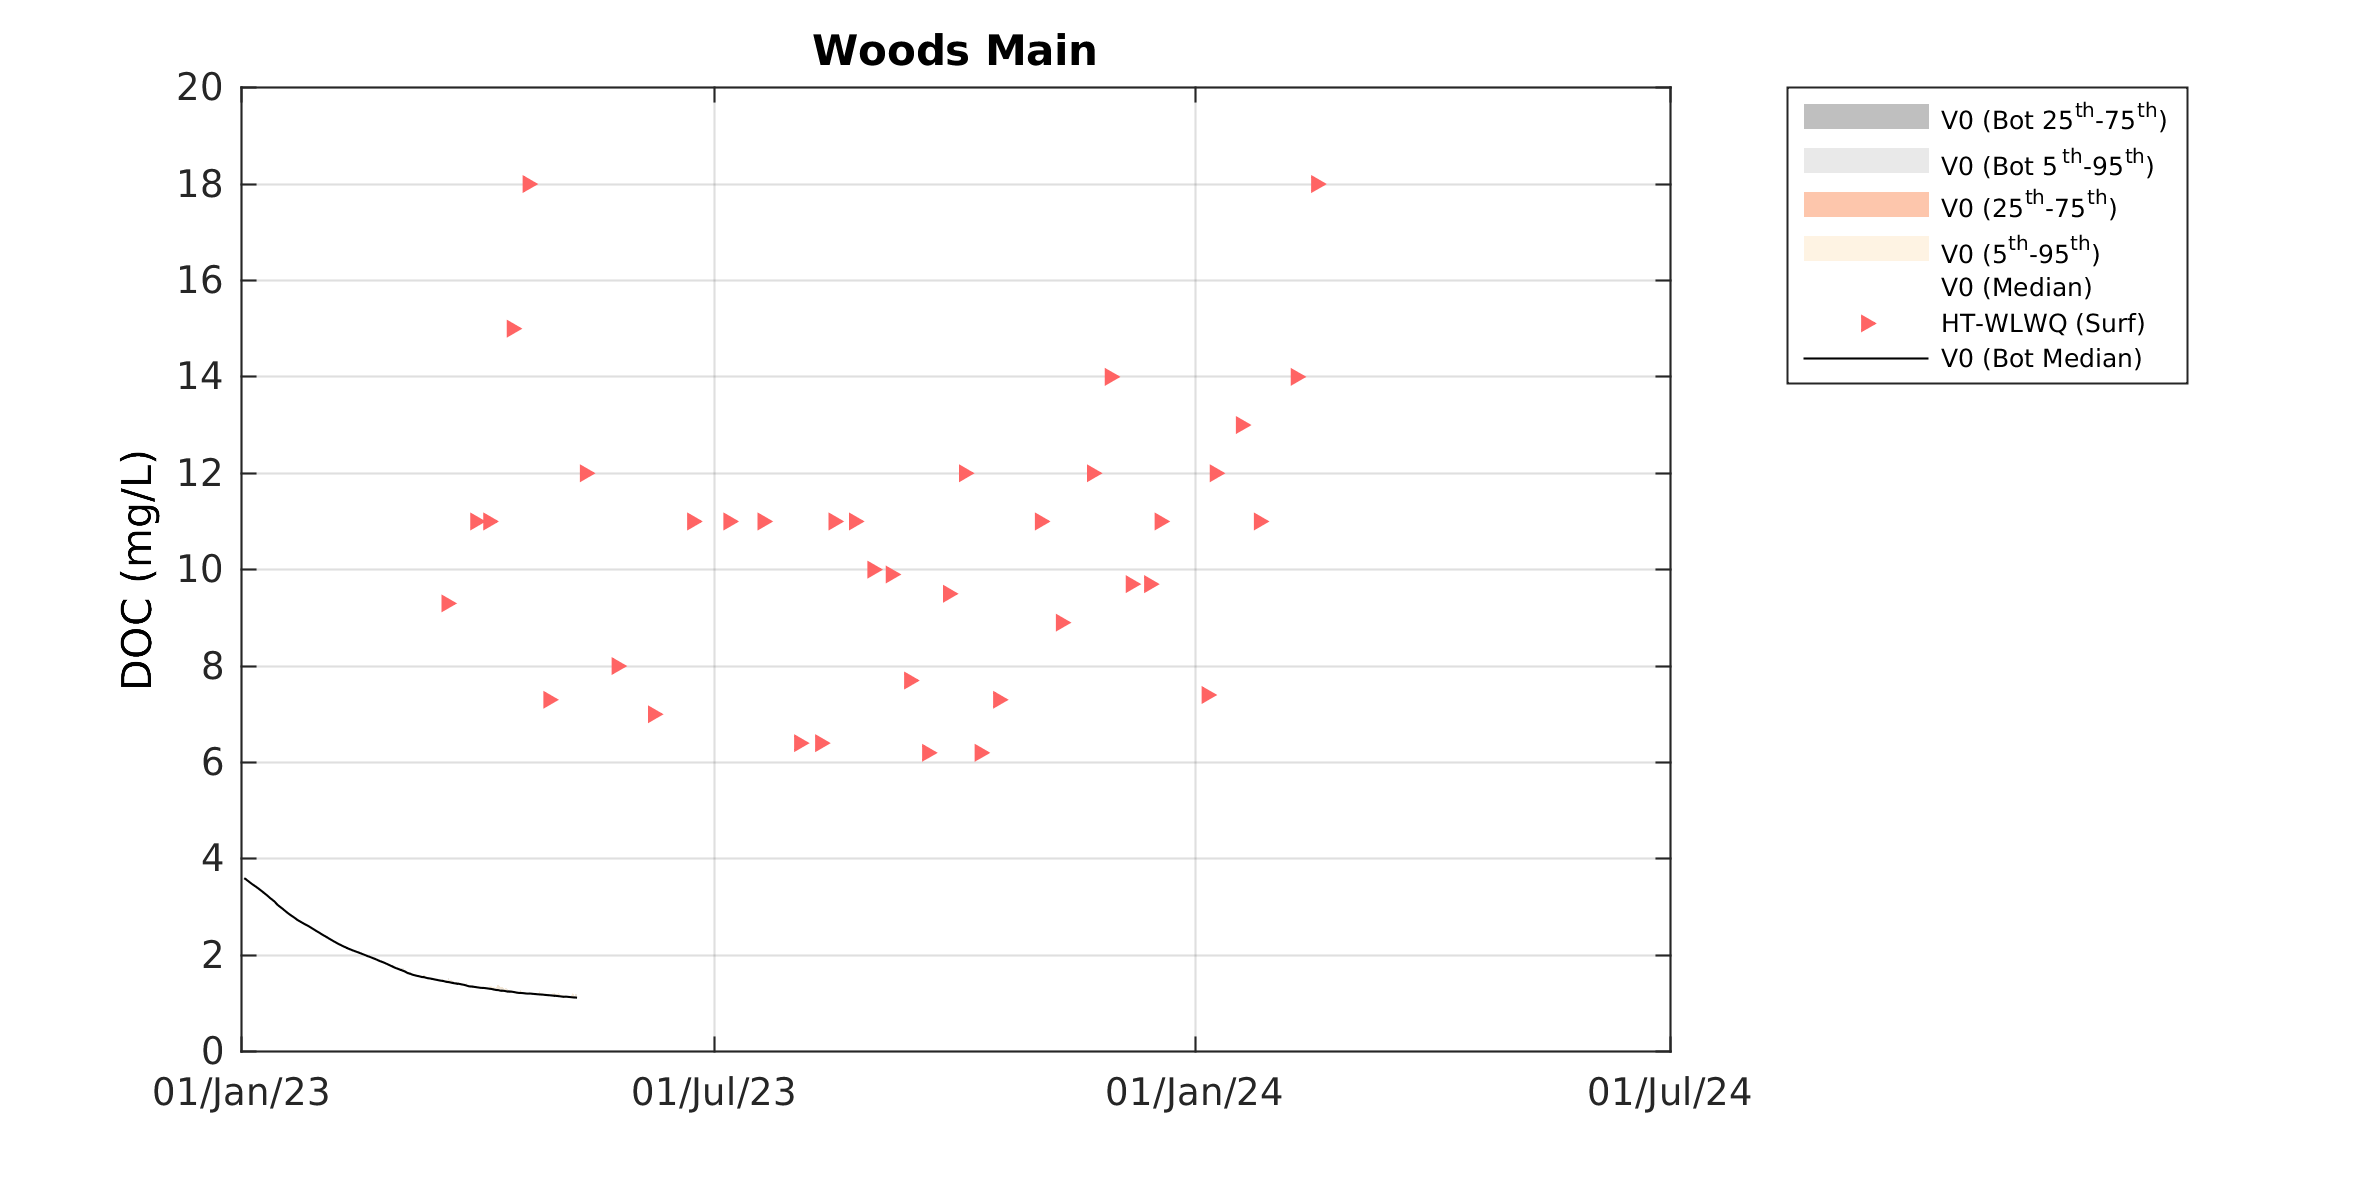 Woods Main
DOC (mg/L)
20
18
16
14
12
10
8
6
4
2
0
01/Jan/23
01/Jul/23
01/Jan/24
01/Jul/24
V0 (Bot 25th-75th)
V0 (Bot 5th-95th)
V0 (25th-75th)
V0 (5th-95th)
V0 (Median)
HT-WLWQ (Surf)
V0 (Bot Median)